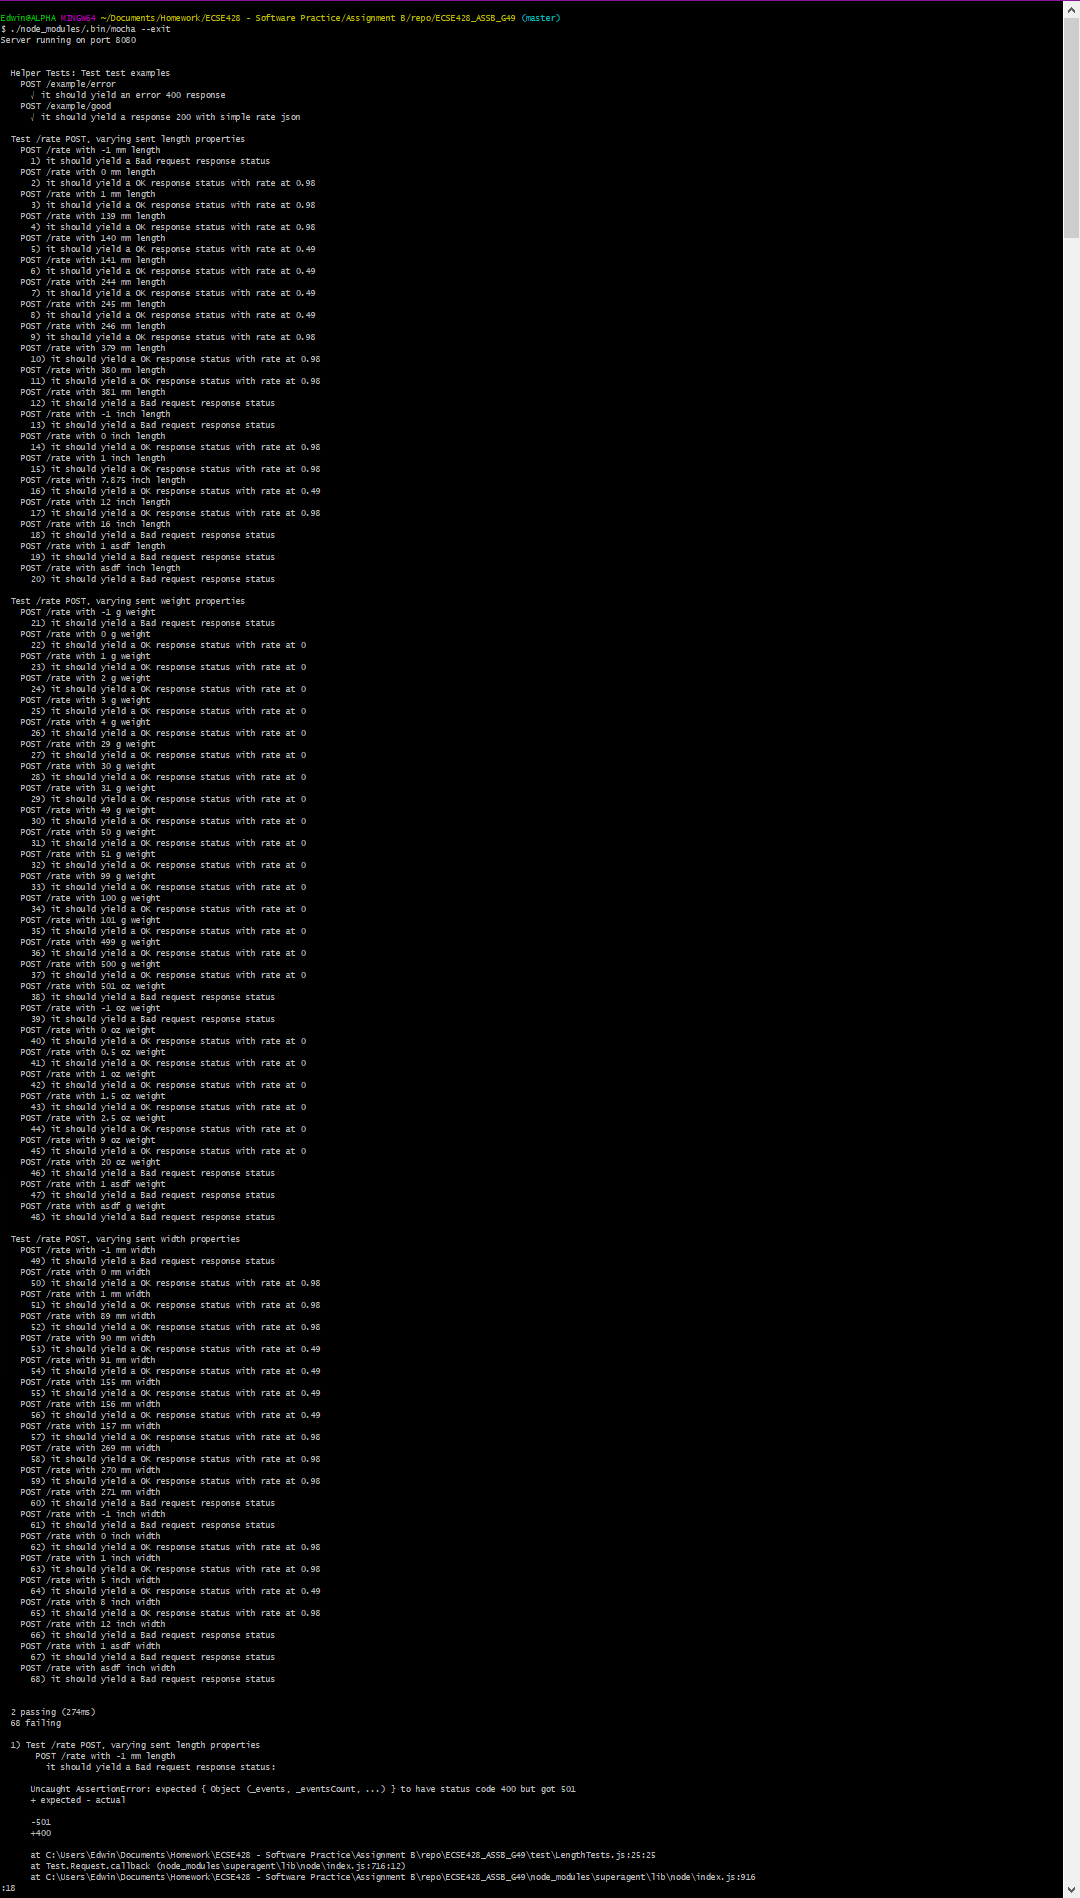 Edwin@ALPHA MINGW64 ~/Documents/Homework/ECSE428 - Software Practice/Assignment B/repo/ECSE428_ASSB_G49 (master)
$ ./node_modules/.bin/mocha --exit
Server running on port 8080
Helper Tests: Test test examples
POST /example/error
√ it should yield an error 400 response
POST /example/good
√ it should yield a response 200 with simple rate json
Test /rate POST, varying sent length properties
POST /rate with -1 mm length
1) it should yield a Bad request response status
POST /rate with 0 mm length
2) it should yield a OK response status with rate at 0.98
POST /rate with 1 mm length
3) it should yield a OK response status with rate at 0.98
POST /rate with 139 mm length
4) it should yield a OK response status with rate at 0.98
POST /rate with 140 mm length
5) it should yield a OK response status with rate at 0.49
POST /rate with 141 mm length
6) it should yield a OK response status with rate at 0.49
POST /rate with 244 mm length
7) it should yield a OK response status with rate at 0.49
POST /rate with 245 mm length
8) it should yield a OK response status with rate at 0.49
POST /rate with 246 mm length
9) it should yield a OK response status with rate at 0.98
POST /rate with 379 mm length
10) it should yield a OK response status with rate at 0.98
POST /rate with 380 mm length
11) it should yield a OK response status with rate at 0.98
POST /rate with 381 mm length
12) it should yield a Bad request response status
POST /rate with -1 inch length
13) it should yield a Bad request response status
POST /rate with 0 inch length
14) it should yield a OK response status with rate at 0.98
POST /rate with 1 inch length
15) it should yield a OK response status with rate at 0.98
POST /rate with 7.875 inch length
16) it should yield a OK response status with rate at 0.49
POST /rate with 12 inch length
17) it should yield a OK response status with rate at 0.98
POST /rate with 16 inch length
18) it should yield a Bad request response status
POST /rate with 1 asdf length
19) it should yield a Bad request response status
POST /rate with asdf inch length
20) it should yield a Bad request response status
Test /rate POST, varying sent weight properties
POST /rate with -1 g weight
21) it should yield a Bad request response status
POST /rate with 0 g weight
22) it should yield a OK response status with rate at 0
POST /rate with 1 g weight
23) it should yield a OK response status with rate at 0
POST /rate with 2 g weight
24) it should yield a OK response status with rate at 0
POST /rate with 3 g weight
25) it should yield a OK response status with rate at 0
POST /rate with 4 g weight
26) it should yield a OK response status with rate at 0
POST /rate with 29 g weight
27) it should yield a OK response status with rate at 0
POST /rate with 30 g weight
28) it should yield a OK response status with rate at 0
POST /rate with 31 g weight
29) it should yield a OK response status with rate at 0
POST /rate with 49 g weight
30) it should yield a OK response status with rate at 0
POST /rate with 50 g weight
31) it should yield a OK response status with rate at 0
POST /rate with 51 g weight
32) it should yield a OK response status with rate at 0
POST /rate with 99 g weight
33) it should yield a OK response status with rate at 0
POST /rate with 100 g weight
34) it should yield a OK response status with rate at 0
POST /rate with 101 g weight
35) it should yield a OK response status with rate at 0
POST /rate with 499 g weight
36) it should yield a OK response status with rate at 0
POST /rate with 500 g weight
37) it should yield a OK response status with rate at 0
POST /rate with 501 oz weight
38) it should yield a Bad request response status
POST /rate with -1 oz weight
39) it should yield a Bad request response status
POST /rate with 0 oz weight
40) it should yield a OK response status with rate at 0
POST /rate with 0.5 oz weight
41) it should yield a OK response status with rate at 0
POST /rate with 1 oz weight
42) it should yield a OK response status with rate at 0
POST /rate with 1.5 oz weight
43) it should yield a OK response status with rate at 0
POST /rate with 2.5 oz weight
44) it should yield a OK response status with rate at 0
POST /rate with 9 oz weight
45) it should yield a OK response status with rate at 0
POST /rate with 20 oz weight
46) it should yield a Bad request response status
POST /rate with 1 asdf weight
47) it should yield a Bad request response status
POST /rate with asdf g weight
48) it should yield a Bad request response status
Test /rate POST, varying sent width properties
POST /rate with -1 mm width
49) it should yield a Bad request response status
POST /rate with 0 mm width
50) it should yield a OK response status with rate at 0.98
POST /rate with 1 mm width
51) it should yield a OK response status with rate at 0.98
POST /rate with 89 mm width
52) it should yield a OK response status with rate at 0.98
POST /rate with 90 mm width
53) it should yield a OK response status with rate at 0.49
POST /rate with 91 mm width
54) it should yield a OK response status with rate at 0.49
POST /rate with 155 mm width
55) it should yield a OK response status with rate at 0.49
POST /rate with 156 mm width
56) it should yield a OK response status with rate at 0.49
POST /rate with 157 mm width
57) it should yield a OK response status with rate at 0.98
POST /rate with 269 mm width
58) it should yield a OK response status with rate at 0.98
POST /rate with 270 mm width
59) it should yield a OK response status with rate at 0.98
POST /rate with 271 mm width
60) it should yield a Bad request response status
POST /rate with -1 inch width
61) it should yield a Bad request response status
POST /rate with 0 inch width
62) it should yield a OK response status with rate at 0.98
POST /rate with 1 inch width
63) it should yield a OK response status with rate at 0.98
POST /rate with 5 inch width
64) it should yield a OK response status with rate at 0.49
POST /rate with 8 inch width
65) it should yield a OK response status with rate at 0.98
POST /rate with 12 inch width
66) it should yield a Bad request response status
POST /rate with 1 asdf width
67) it should yield a Bad request response status
POST /rate with asdf inch width
68) it should yield a Bad request response status
2 passing (274ms)
68 failing
1) Test /rate POST, varying sent length properties
POST /rate with -1 mm length
it should yield a Bad request response status:
Uncaught AssertionError: expected { Object (_events, _eventsCount, ...) } to have status code 400 but got 501
+ expected - actual
-501
+400
at C:\Users\Edwin\Documents\Homework\ECSE428 - Software Practice\Assignment B\repo\ECSE428_ASSB_G49\test\LengthTests.js:25:25
at Test.Request.callback (node_modules\superagent\lib\node\index.js:716:12)
at C:\Users\Edwin\Documents\Homework\ECSE428 - Software Practice\Assignment B\repo\ECSE428_ASSB_G49\node_modules\superagent\lib\node\index.js:916
:18